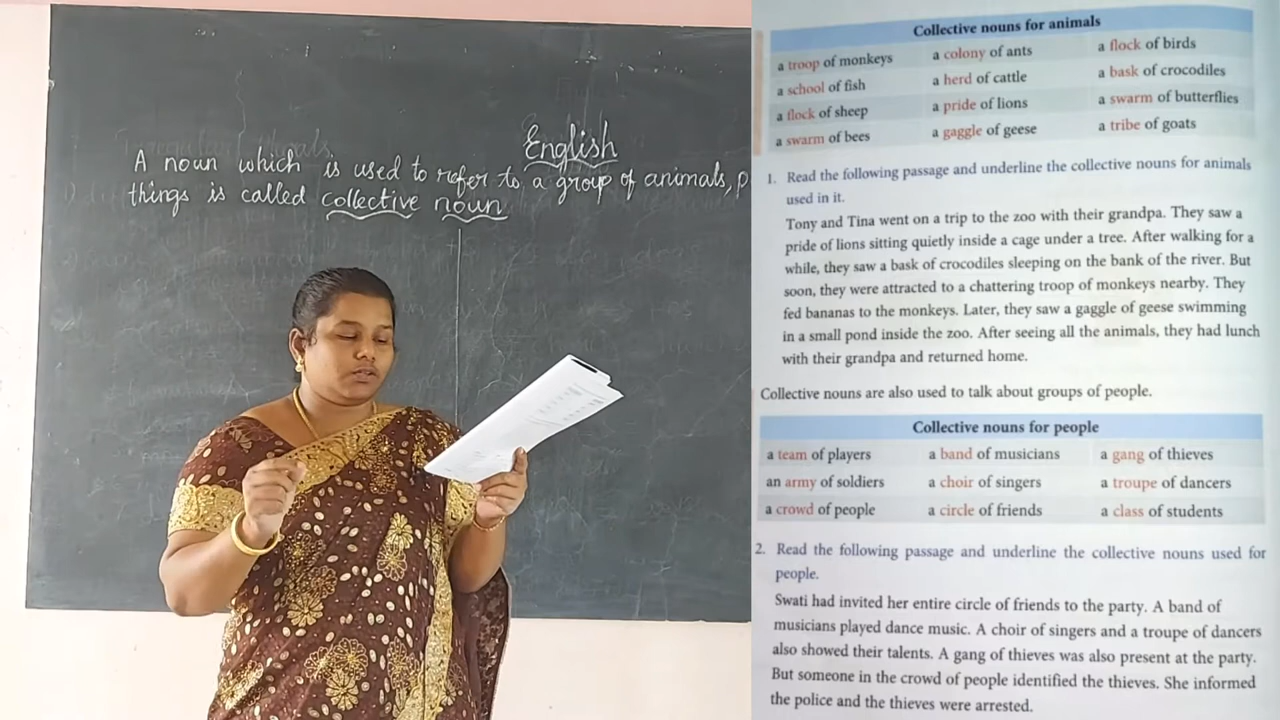 English
A noun which is used to refer to a group of animals, p
things is called collective noun
Collective nouns for animals
a troop of monkeys a colony of ants a flock of birds
a school of fish a herd of cattle a bask of crocodiles
a flock of sheep a pride of lions a swarm of butterflies
a swarm of bees a gaggle of geese a tribe of goats
1. Read the following passage and underline the collective nouns for animals
used in it.
Tony and Tina went on a trip to the zoo with their grandpa. They saw a
pride of lions sitting quietly inside a cage under a tree. After walking for a
while, they saw a bask of crocodiles sleeping on the bank of the river. But
soon, they were attracted to a chattering troop of monkeys nearby. They
fed bananas to the monkeys. Later, they saw a gaggle of geese swimming
in a small pond inside the zoo. After seeing all the animals, they had lunch
with their grandpa and returned home.
Collective nouns are also used to talk about groups of people.
Collective nouns for people
a team of players a band of musicians a gang of thieves
an army of soldiers a choir of singers a troupe of dancers
a crowd of people a circle of friends a class of students
2. Read the following passage and underline the collective nouns used for
people.
Swati had invited her entire circle of friends to the party. A band of
musicians played dance music. A choir of singers and a troupe of dancers
also showed their talents. A gang of thieves was also present at the party.
But someone in the crowd of people identified the thieves. She informed
the police and the thieves were arrested.